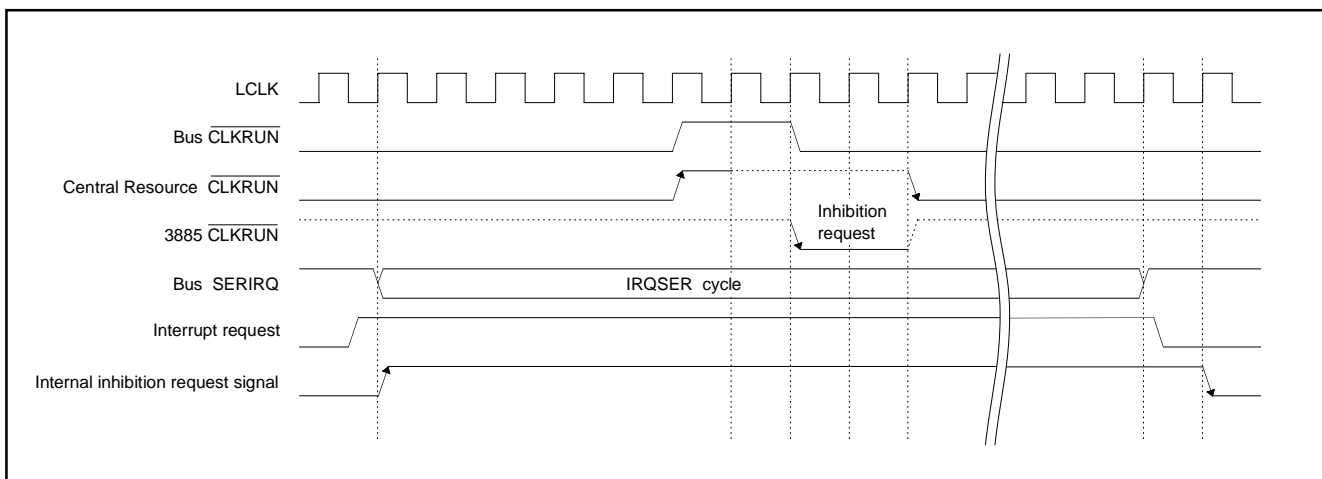 LCLK
Bus CLKRUN
Central Resource CLKRUN
3885 CLKRUN
Inhibition
request
Bus SERIRQ
IRQSER cycle
Interrupt request
Internal inhibition request signal